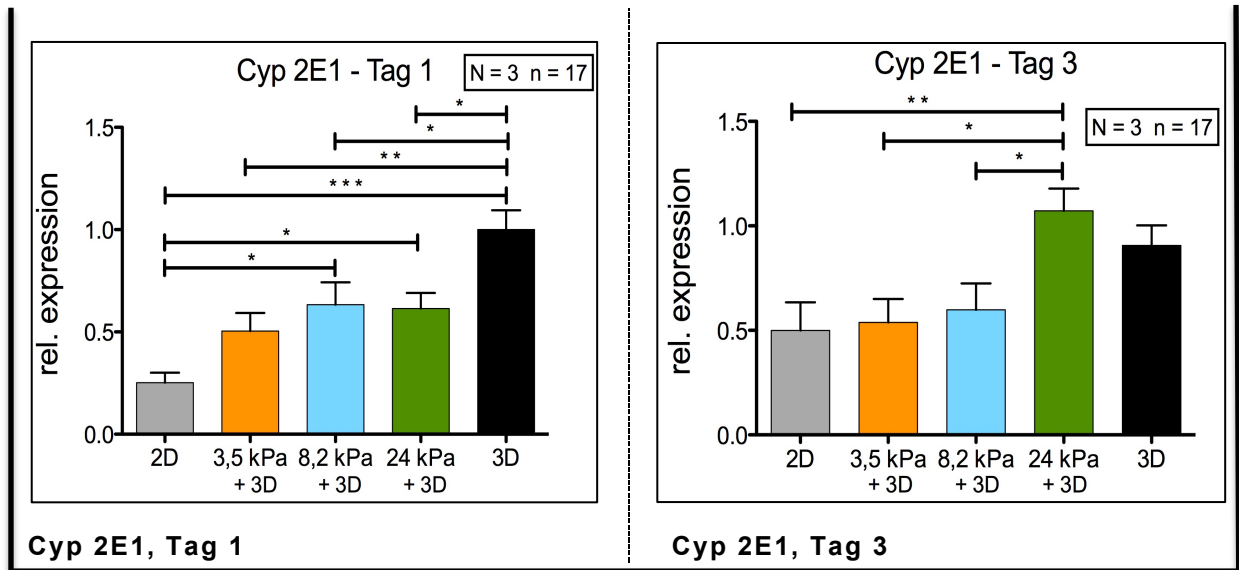 Cyp 2E1 - Tag 1
N = 3 n = 17
*
*
**
***
*
*
1.5
1.0
0.5
0.0
rel. expression
2D 3,5 kPa 8,2 kPa 24 kPa 3D
+ 3D + 3D + 3D
Cyp 2E1, Tag 1
Cyp 2E1 - Tag 3
N = 3 n = 17
**
*
*
1.5
1.0
0.5
0.0
rel. expression
2D 3,5 kPa 8,2 kPa 24 kPa 3D
+ 3D + 3D + 3D
Cyp 2E1, Tag 3